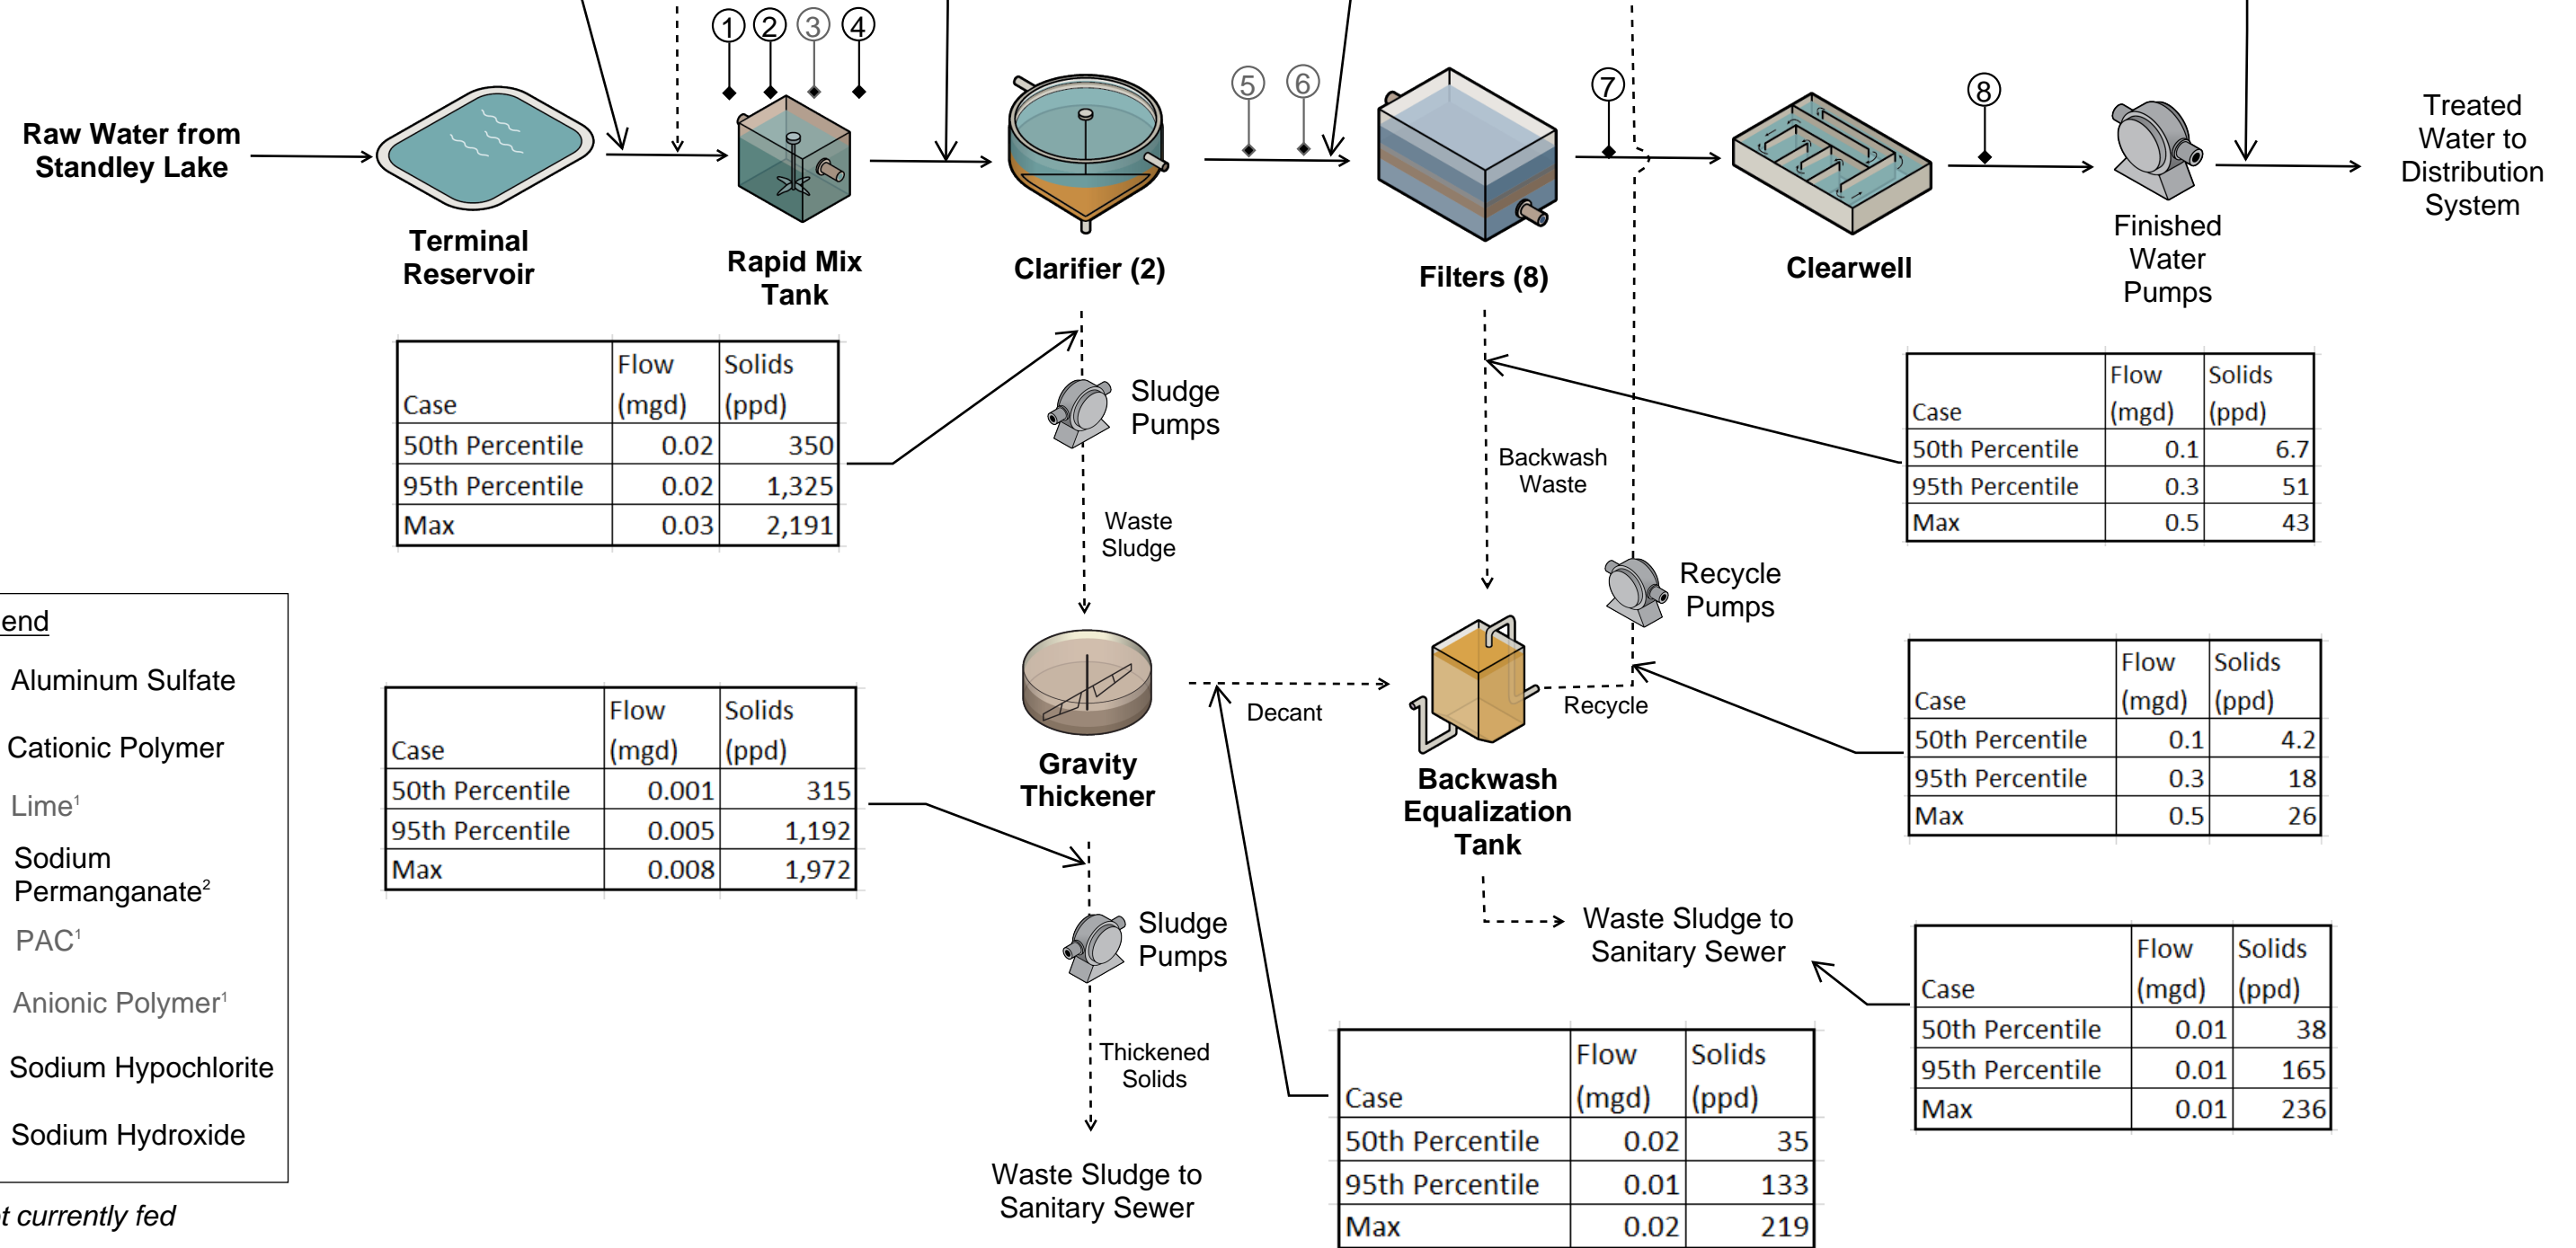 ① ② ③ ④
⑤ ⑥
⑦
⑧
Raw Water from
Standley Lake
Terminal
Reservoir
Rapid Mix
Tank
Clarifier (2)
Filters (8)
Clearwell
Finished
Water
Pumps
Treated
Water to
Distribution
System
Case Flow (mgd) Solids (ppd)
50th Percentile 0.02 350
95th Percentile 0.02 1,325
Max 0.03 2,191
Sludge
Pumps
Waste
Sludge
Backwash
Waste
Case Flow (mgd) Solids (ppd)
50th Percentile 0.1 6.7
95th Percentile 0.3 51
Max 0.5 43
Recycle
Pumps
end
Aluminum Sulfate
Cationic Polymer
Lime¹
Sodium
Permanganate²
PAC¹
Anionic Polymer¹
Sodium Hypochlorite
Sodium Hydroxide
t currently fed
Case Flow (mgd) Solids (ppd)
50th Percentile 0.001 315
95th Percentile 0.005 1,192
Max 0.008 1,972
Gravity
Thickener
Decant
Backwash
Equalization
Tank
Recycle
Case Flow (mgd) Solids (ppd)
50th Percentile 0.1 4.2
95th Percentile 0.3 18
Max 0.5 26
Sludge
Pumps
Thickened
Solids
Waste Sludge to
Sanitary Sewer
Waste Sludge to
Sanitary Sewer
Case Flow (mgd) Solids (ppd)
50th Percentile 0.01 38
95th Percentile 0.01 165
Max 0.01 236
Case Flow (mgd) Solids (ppd)
50th Percentile 0.02 35
95th Percentile 0.01 133
Max 0.02 219